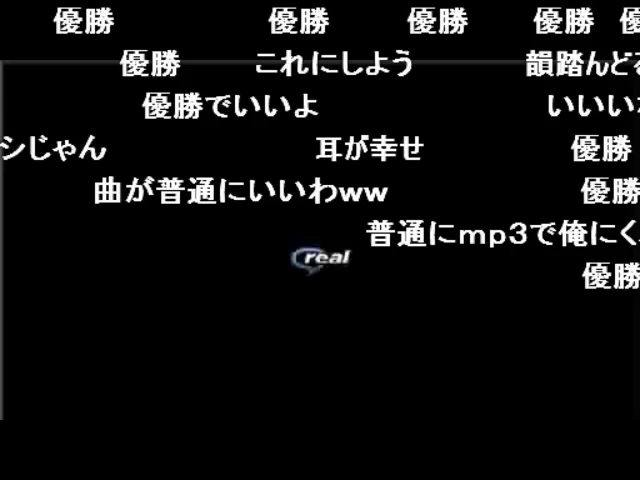 優勝 優勝 優勝 優勝 優
優勝 これにしよう 韻踏んどる
優勝でいいよ いいい
シじゃん 耳が幸せ 優勝
曲が普通にいいわww 優勝
普通にmp3で俺にく
real
優勝